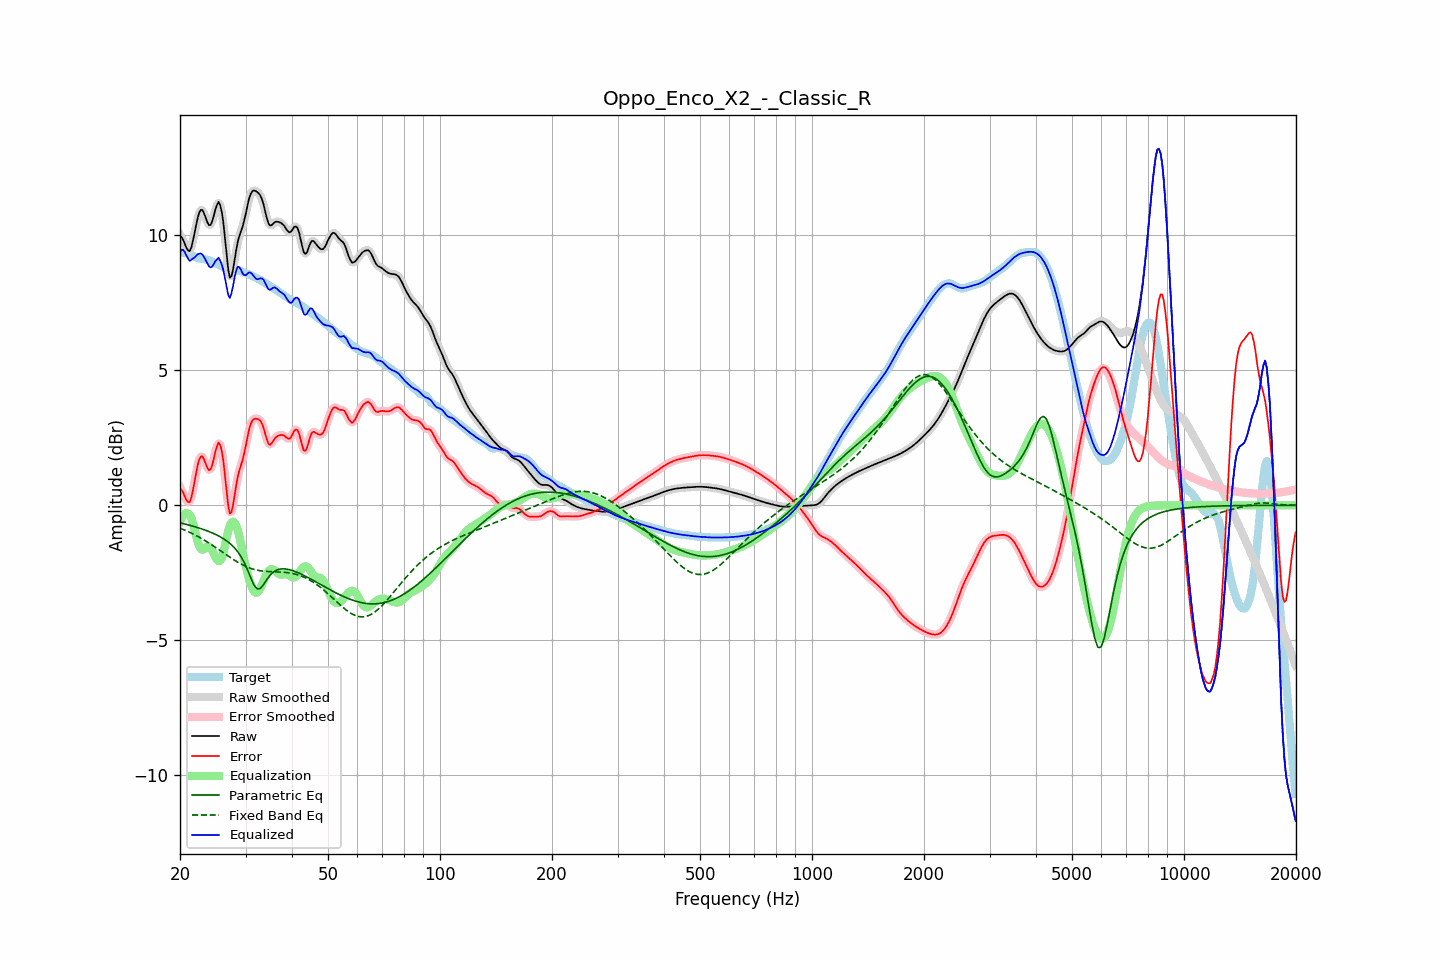 Oppo_Enco_X2_-_Classic_R
Amplitude (dBr)
10
5
0
−5
−10
Target
Raw Smoothed
Error Smoothed
Raw
Error
Equalization
Parametric Eq
Fixed Band Eq
Equalized
20 50 100 200 500 1000 2000 5000 10000 20000
Frequency (Hz)